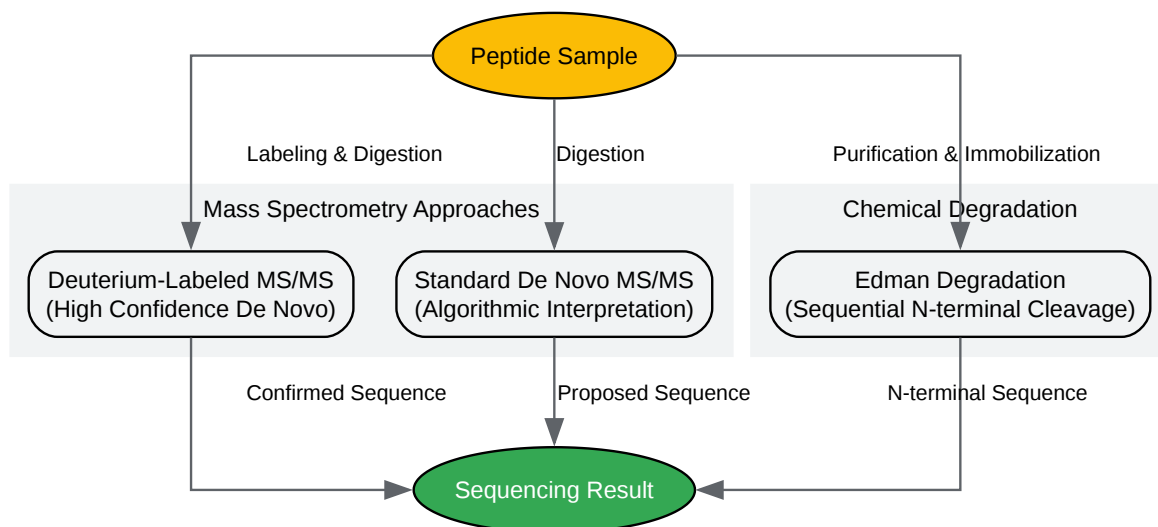 Peptide Sample
Labeling & Digestion
Digestion
Purification & Immobilization
Mass Spectrometry Approaches
Chemical Degradation
Deuterium-Labeled MS/MS
(High Confidence De Novo)
Standard De Novo MS/MS
(Algorithmic Interpretation)
Edman Degradation
(Sequential N-terminal Cleavage)
Confirmed Sequence
Proposed Sequence
N-terminal Sequence
Sequencing Result